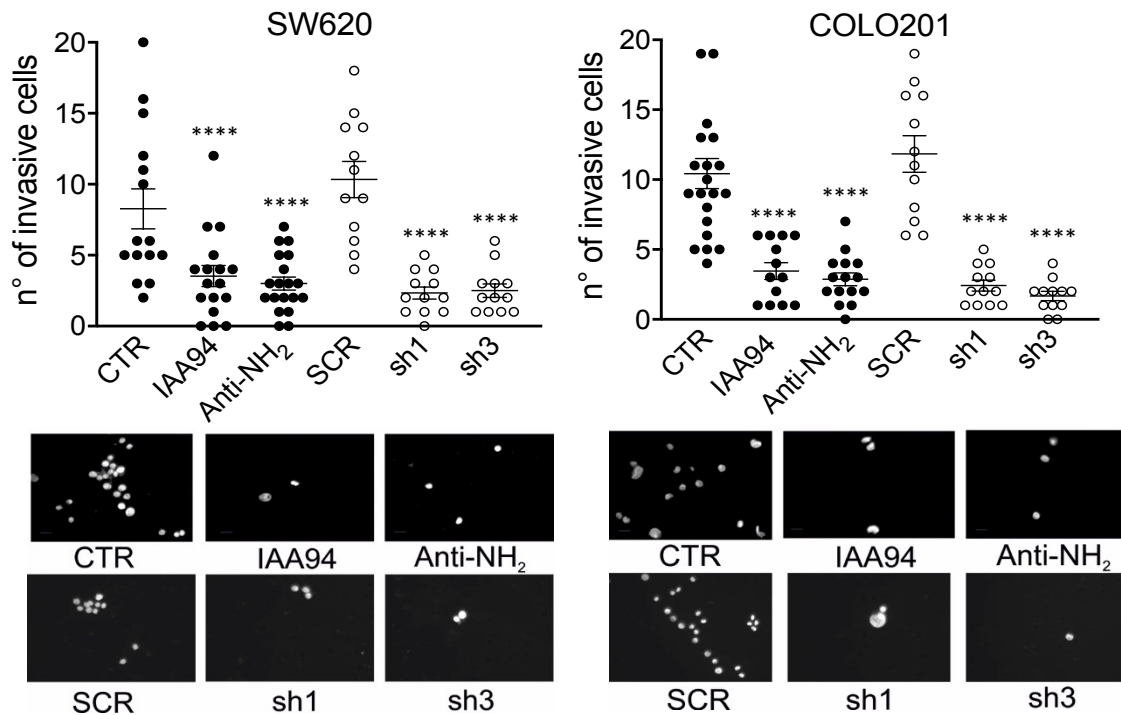 SW620
n° of invasive cells
20
15
10
5
0
****
****
****
****
CTR
IAA94
Anti-NH₂
SCR
sh1
sh3
COLO201
n° of invasive cells
20
15
10
5
0
****
****
****
****
CTR
IAA94
Anti-NH₂
SCR
sh1
sh3
CTR
IAA94
Anti-NH₂
SCR
sh1
sh3
CTR
IAA94
Anti-NH₂
SCR
sh1
sh3